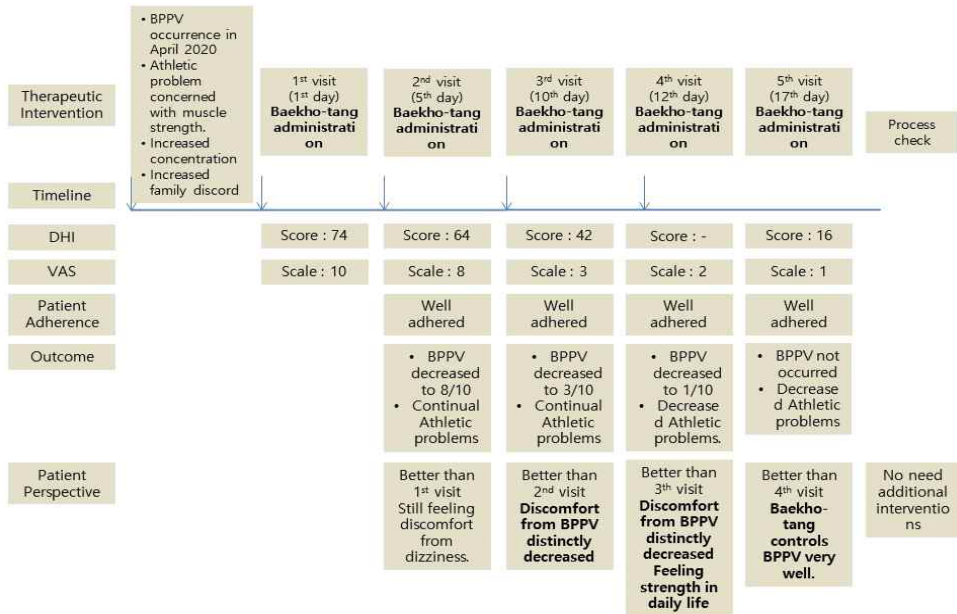 • BPPV
occurrence in
April 2020
• Athletic
problem
concerned
with muscle
strength.
• Increased
concentration
• Increased
family discord
Therapeutic
Intervention
1st visit
(1st day)
Baekho-tang
administrati
on
2nd visit
(5th day)
Baekho-tang
administrati
on
3rd visit
(10th day)
Baekho-tang
administrati
on
4th visit
(12th day)
Baekho-tang
administrati
on
5th visit
(17th day)
Baekho-tang
administrati
on
Process
check
Timeline
DHI
Score : 74
Score : 64
Score : 42
Score : -
Score : 16
VAS
Scale : 10
Scale : 8
Scale : 3
Scale : 2
Scale : 1
Patient
Adherence
Well
adhered
Well
adhered
Well
adhered
Well
adhered
Outcome
• BPPV
decreased
to 8/10
• Continual
Athletic
problems
• BPPV
decreased
to 3/10
• Continual
Athletic
problems
• BPPV
decreased
to 1/10
• Decrease
d Athletic
problems.
• BPPV not
occurred
• Decrease
d Athletic
problems
Patient
Perspective
Better than
1st visit
Still feeling
discomfort
from
dizziness.
Better than
2nd visit
Discomfort
from BPPV
distinctly
decreased
Better than
3th visit
Discomfort
from BPPV
distinctly
decreased
Feeling
strength in
daily life
Better than
4th visit
Baekho-
tang
controls
BPPV very
well.
No need
additional
interventio
ns